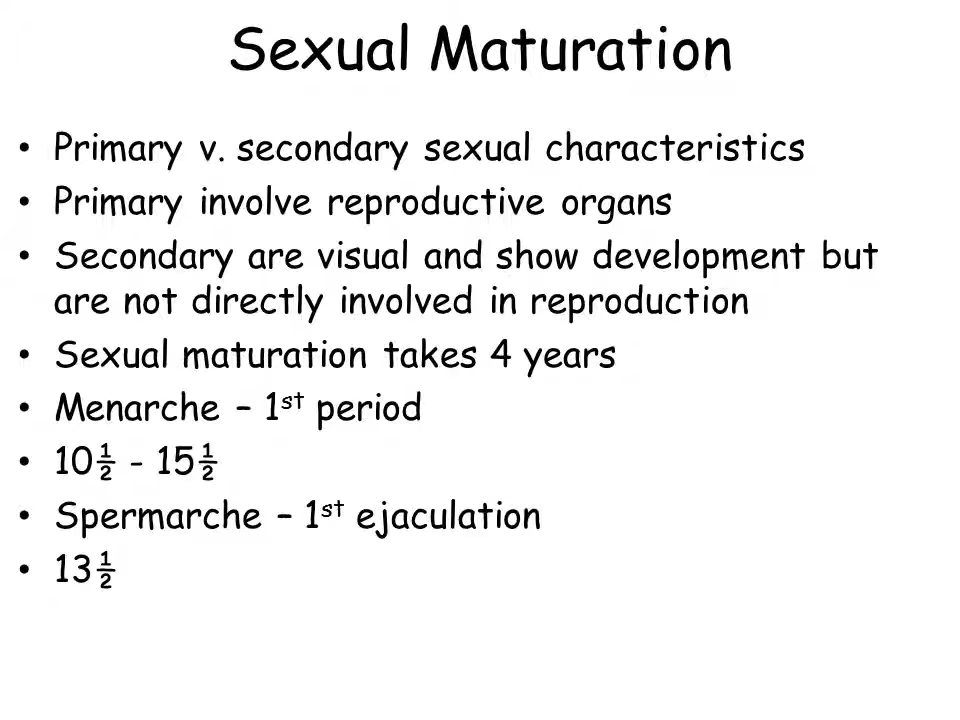 Sexual Maturation
• Primary v. secondary sexual characteristics
• Primary involve reproductive organs
• Secondary are visual and show development but
are not directly involved in reproduction
• Sexual maturation takes 4 years
• Menarche – 1st period
• 10½ - 15½
• Spermarche – 1st ejaculation
• 13½